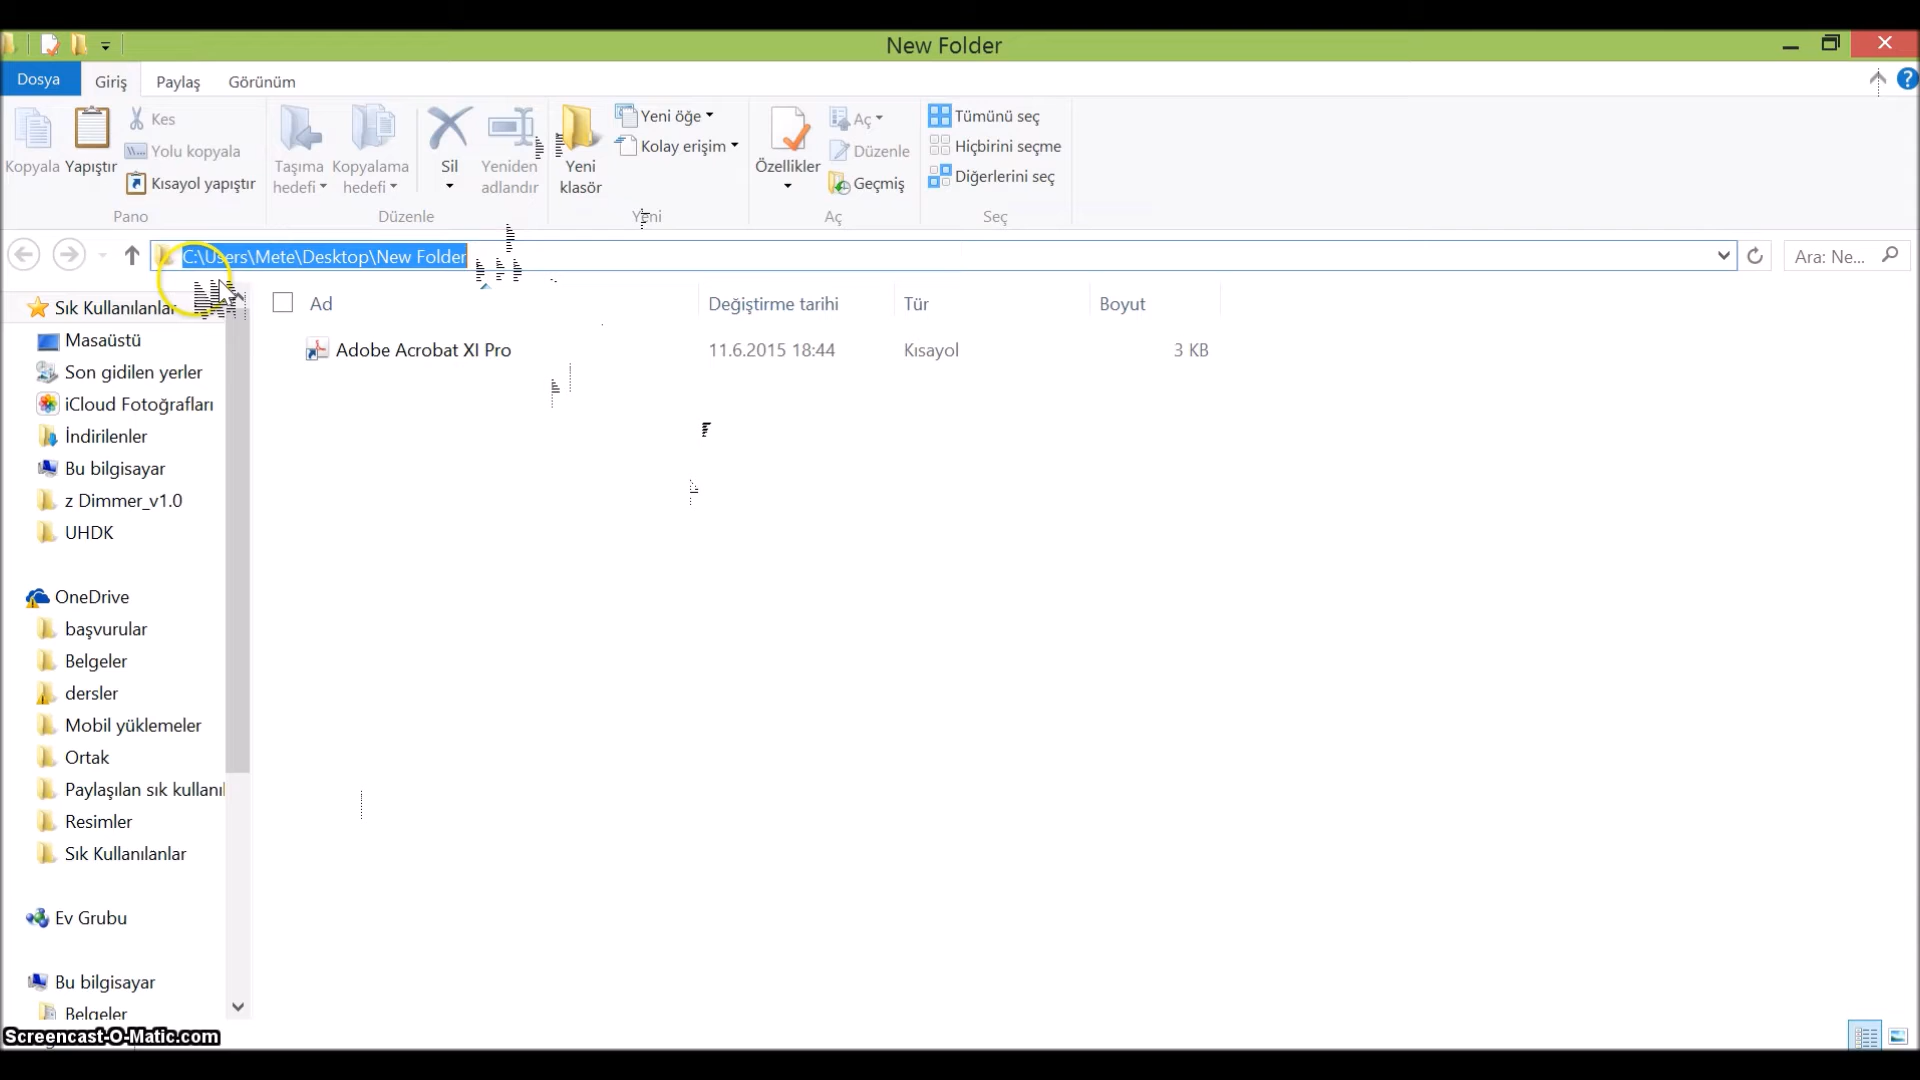 New Folder
Dosya Giriş Paylaş Görünüm
Kopyala
Yapıştır
Kes
Yolu kopyala
Kısayol yapıştır
Pano
Taşıma hedefi
Kopyalama hedefi
Sil
Yeniden adlandır
Düzenle
Yeni klasör
Yeni öğe
Kolay erişim
Yeni
Özellikler
Aç
Düzenle
Geçmiş
Aç
Tümünü seç
Hiçbirini seçme
Diğerlerini seç
Seç
C:\Users\Mete\Desktop\New Folder
Ara: Ne...
Sık Kullanılanlar
Masaüstü
Son gidilen yerler
iCloud Fotoğrafları
İndirilenler
Bu bilgisayar
z Dimmer_v1.0
UHDK
OneDrive
başvurular
Belgeler
dersler
Mobil yüklemeler
Ortak
Paylaşılan sık kullanıl
Resimler
Sık Kullanılanlar
Ev Grubu
Bu bilgisayar
Belgeler
Ad Değiştirme tarihi Tür Boyut
Adobe Acrobat XI Pro 11.6.2015 18:44 Kısayol 3 KB
Screencast-O-Matic.com